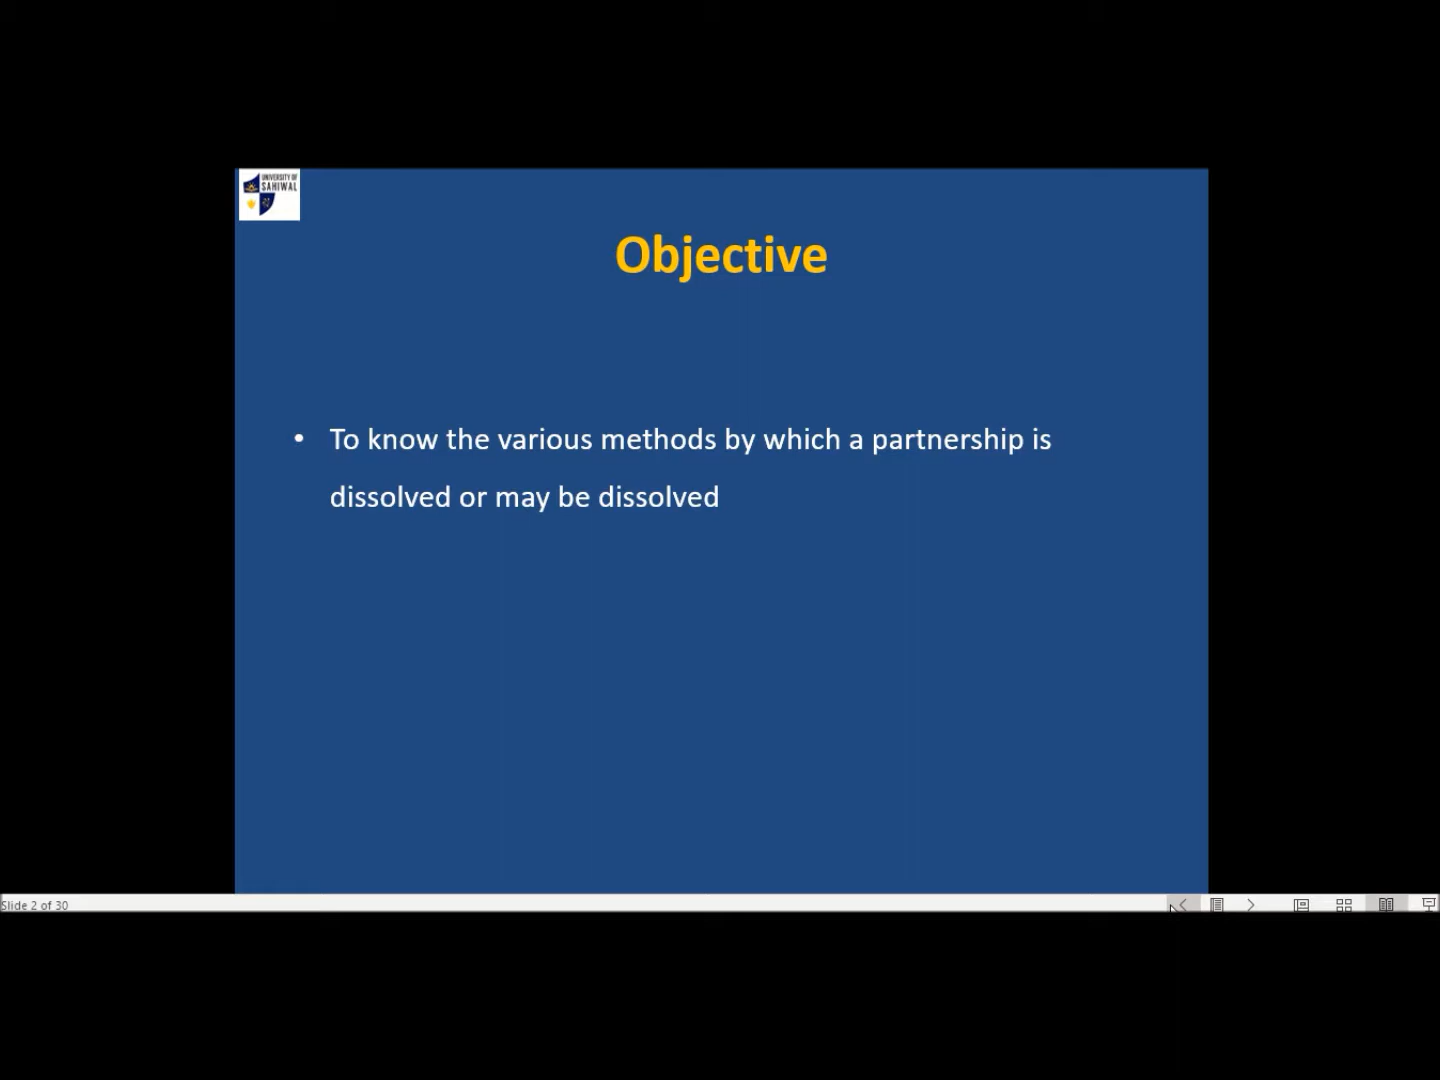 UNIVERSITY OF
SAHIWAL
Objective
• To know the various methods by which a partnership is
dissolved or may be dissolved
Slide 2 of 30